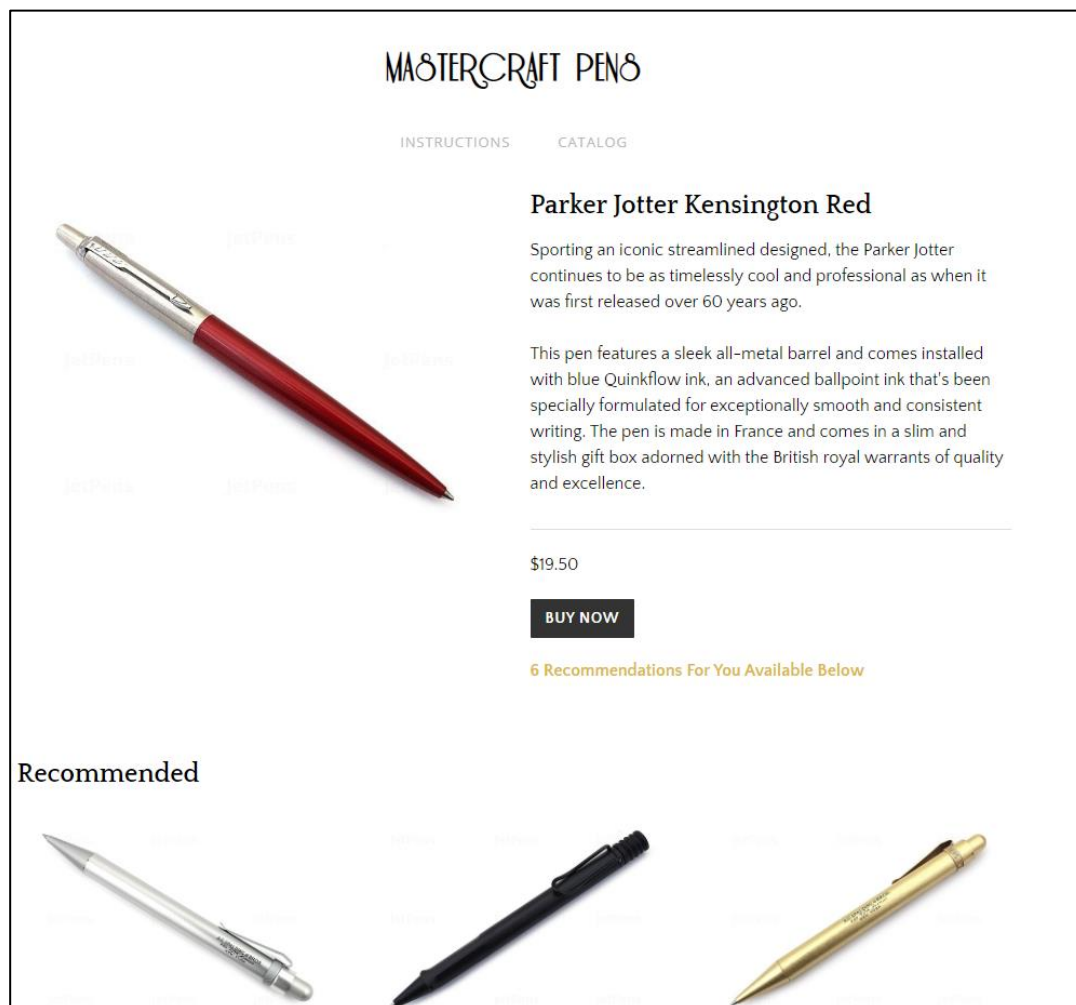 MASTERCRAFT PENS
INSTRUCTIONS CATALOG
Parker Jotter Kensington Red
Sporting an iconic streamlined designed, the Parker Jotter
continues to be as timelessly cool and professional as when it
was first released over 60 years ago.
This pen features a sleek all-metal barrel and comes installed
with blue Quinkflow ink, an advanced ballpoint ink that's been
specially formulated for exceptionally smooth and consistent
writing. The pen is made in France and comes in a slim and
stylish gift box adorned with the British royal warrants of quality
and excellence.
$19.50
BUY NOW
6 Recommendations For You Available Below
Recommended